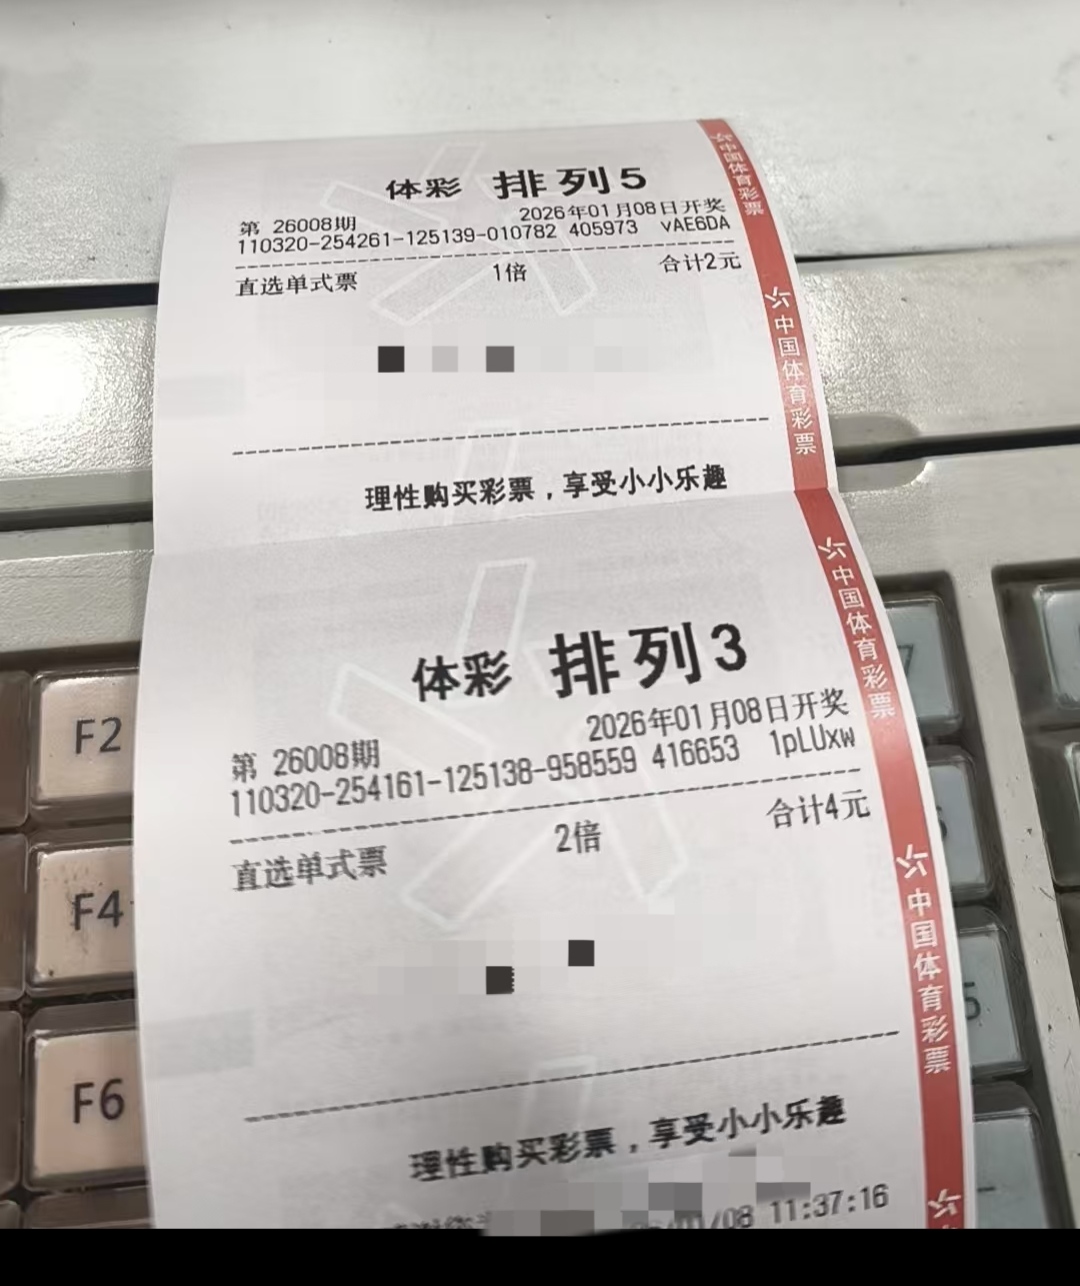 体彩 排列5
第 26008期 2026年01月08日开奖
110320-254261-125139-010782 405973 vAE6DA
直选单式票 1倍 合计2元
理性购买彩票，享受小小乐趣
体彩 排列3
第 26008期 2026年01月08日开奖
110320-254161-125138-958559 416653 1pLUxw
直选单式票 2倍 合计4元
理性购买彩票，享受小小乐趣
/01/08 11:37:16
中国体育彩票
中国体育彩票
中国体育彩票
中国体育彩票
F2
F4
F6
7
5